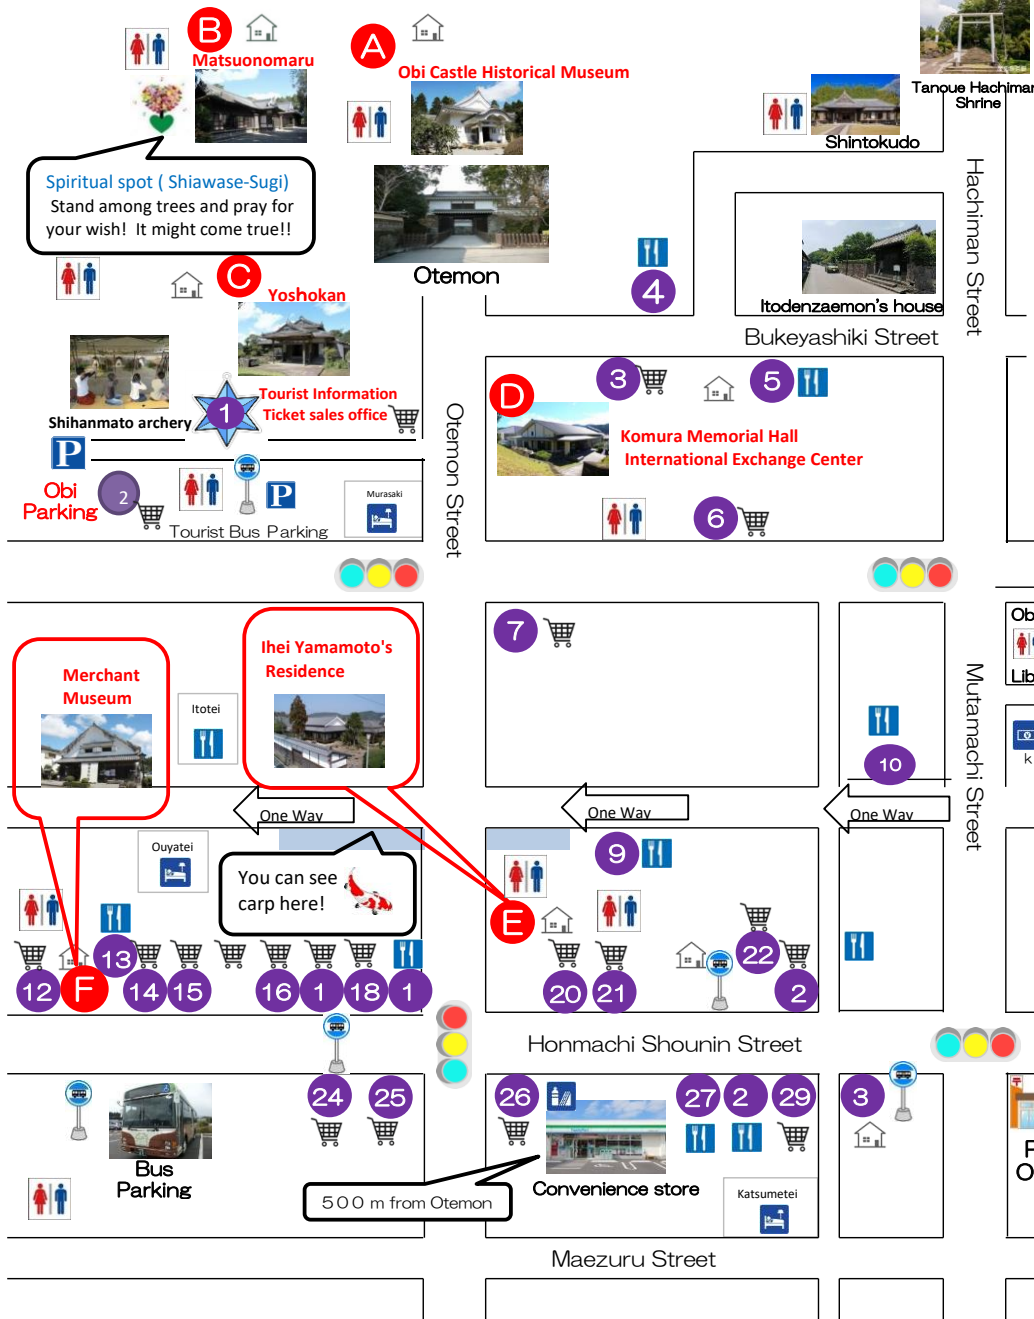 B
A
Matsuonomaru
Obi Castle Historical Museum
Tanoue Hachiman
Shrine
Shintokudo
Spiritual spot ( Shiawase-Sugi)
Stand among trees and pray for
your wish! It might come true!!
Otemon
4
Itodenzaemon's house
Hachiman Street
C
Yoshokan
Bukeyashiki Street
Shihanmato archery
1
Tourist Information
Ticket sales office
D
3
5
Komura Memorial Hall
International Exchange Center
Otemon Street
P
Obi
Parking
2
P
Tourist Bus Parking
Murasaki
6
7
Merchant
Museum
Itotei
Ihei Yamamoto's
Residence
Ob
Lib
k
10
Mutamachi Street
One Way
One Way
One Way
Ouyatei
You can see
carp here!
9
E
12
F
13
14
15
16
1
18
1
20
21
22
2
Honmachi Shounin Street
24
25
26
27
2
29
3
Bus
Parking
500 m from Otemon
Convenience store
Katsumetei
P
O
Maezuru Street